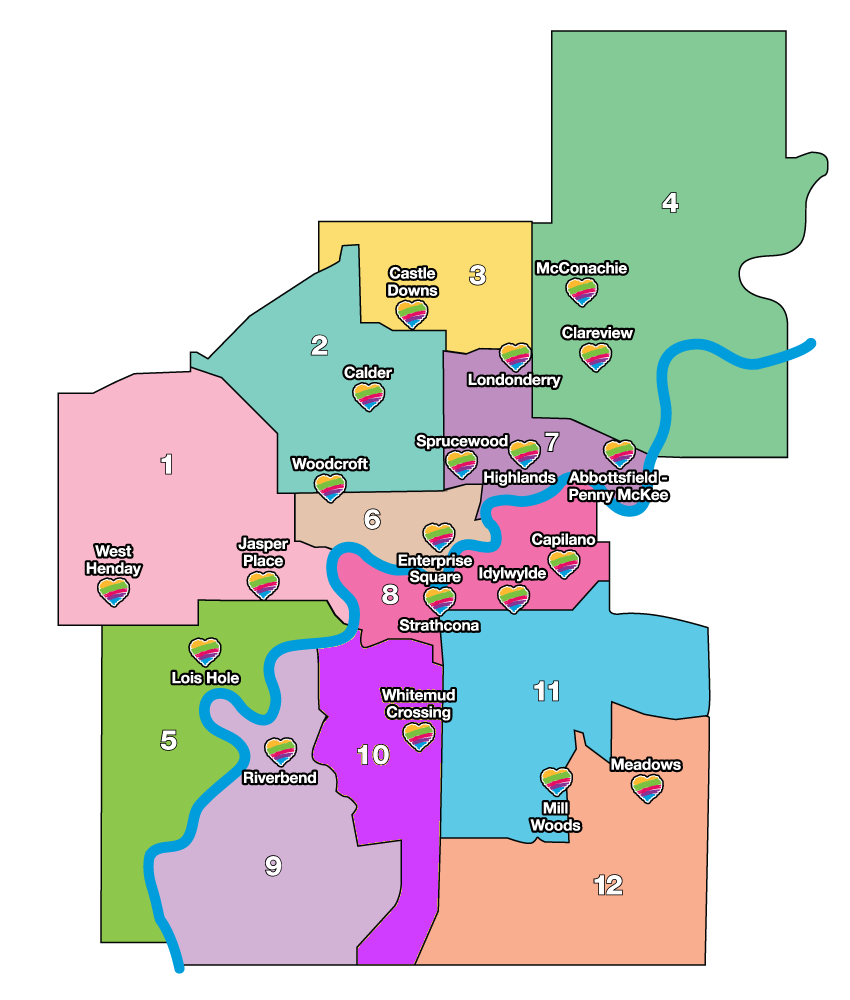 4
McConachie
Castle
Downs
3
Clareview
2
Calder
Londonderry
Sprucewood
7
Highlands
Abbottsfield -
Penny McKee
1
Woodcroft
6
West
Henday
Jasper
Place
Enterprise
Square
Capilano
Idylwylde
8
Strathcona
Lois Hole
Whitemud
Crossing
11
5
Riverbend
10
Meadows
Mill
Woods
9
12